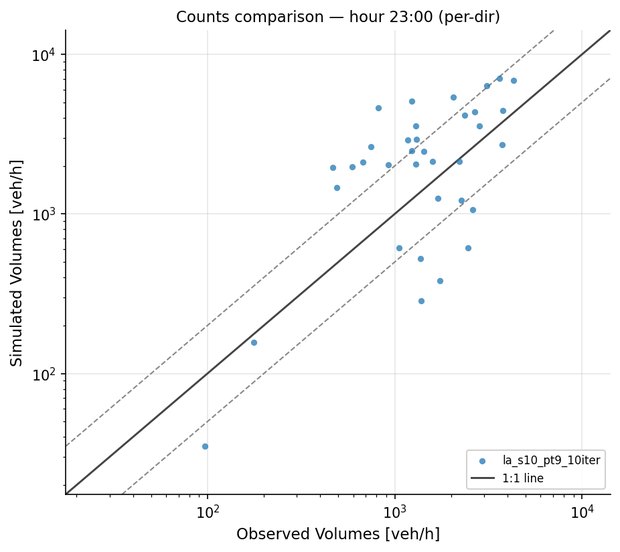 Counts comparison — hour 23:00 (per-dir)
Simulated Volumes [veh/h]
10⁴
10³
10²
10²
10³
10⁴
Observed Volumes [veh/h]
la_s10_pt9_10iter
1:1 line